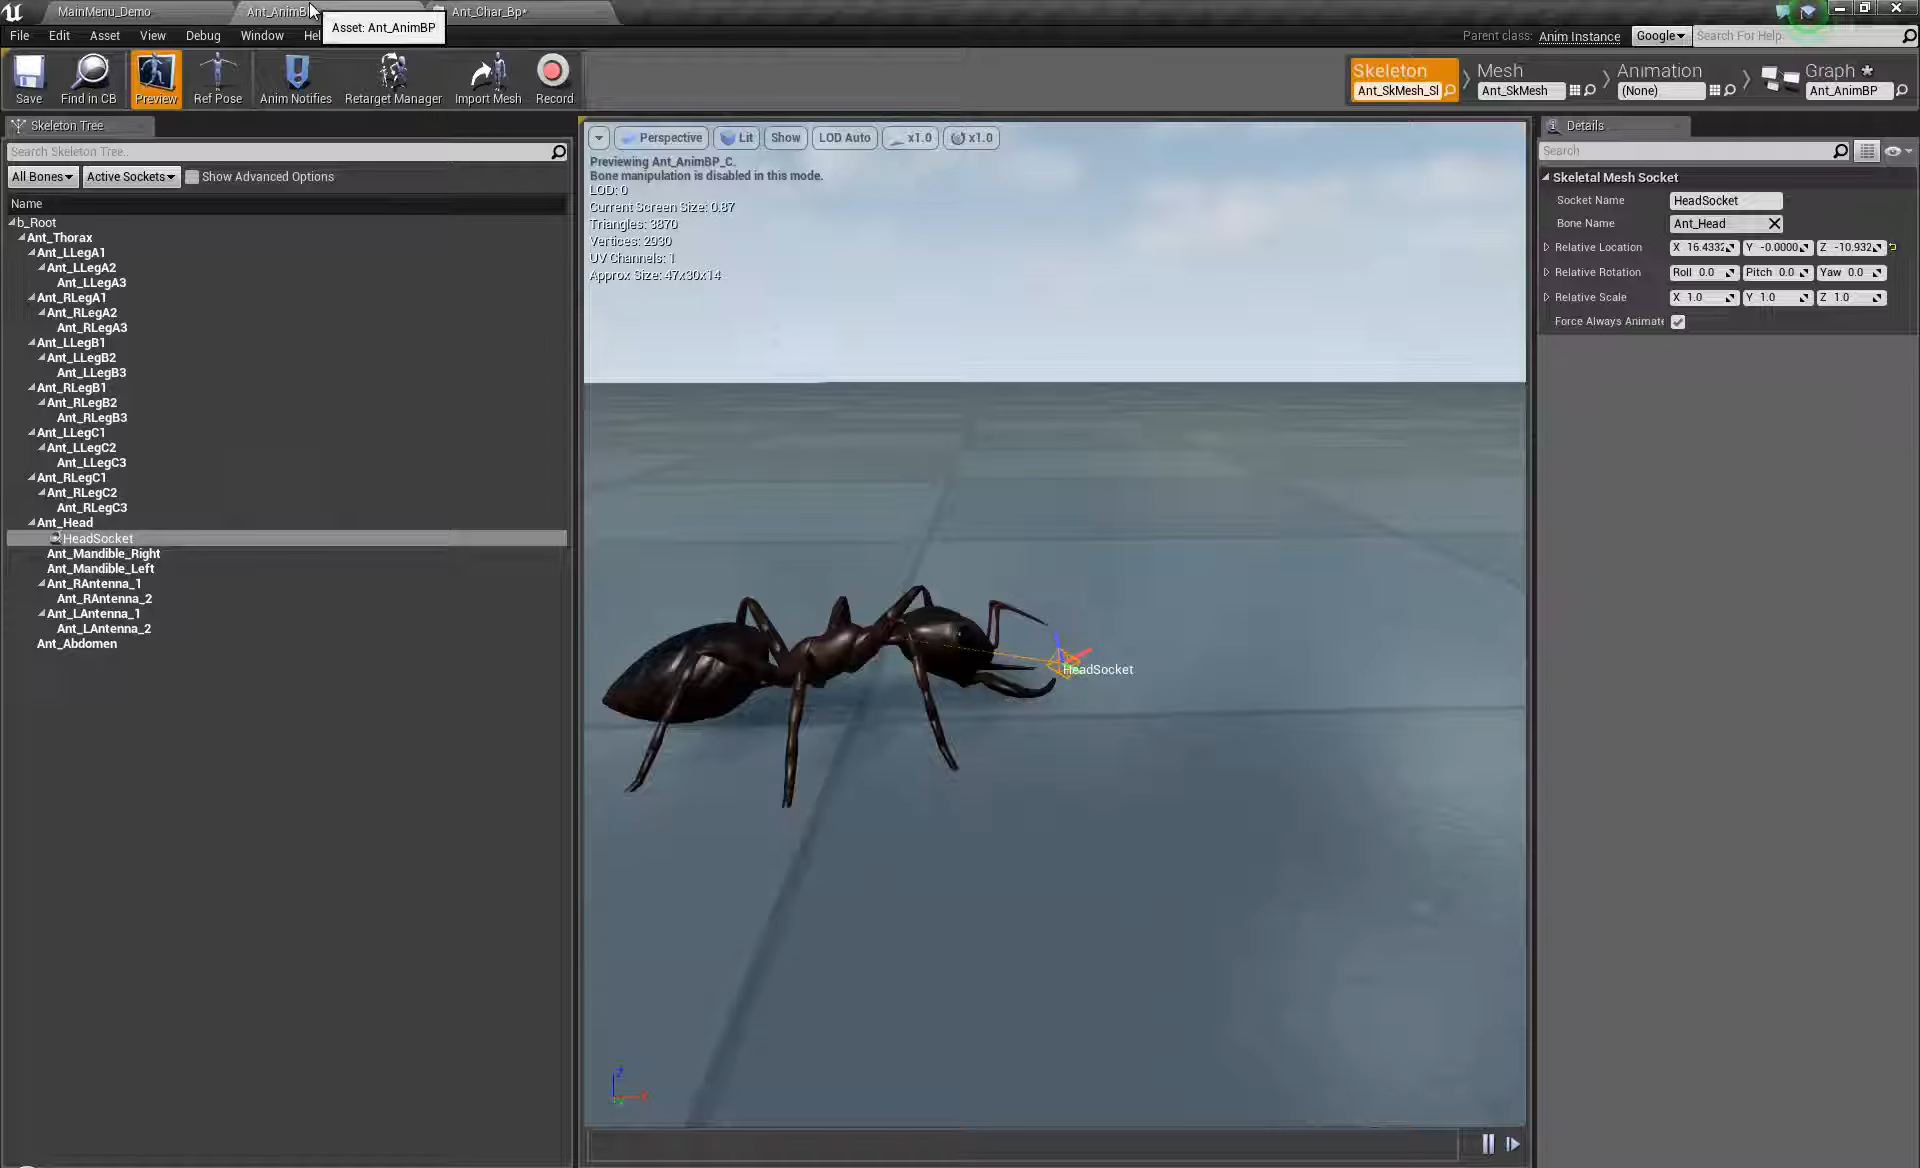 MainMenu_Demo
Ant_AnimB
Ant_Char_Bp*
Asset: Ant_AnimBP
File Edit Asset View Debug Window Hel
Parent class: Anim Instance Google Search For Help
Save Find in CB Preview Ref Pose Anim Notifies Retarget Manager Import Mesh Record
Skeleton Mesh Animation Graph *
Ant_SkMesh_Sl Ant_SkMesh (None) Ant_AnimBP
Skeleton Tree
Search Skeleton Tree..
All Bones Active Sockets Show Advanced Options
Name
b_Root
Ant_Thorax
Ant_LLegA1
Ant_LLegA2
Ant_LLegA3
Ant_RLegA1
Ant_RLegA2
Ant_RLegA3
Ant_LLegB1
Ant_LLegB2
Ant_LLegB3
Ant_RLegB1
Ant_RLegB2
Ant_RLegB3
Ant_LLegC1
Ant_LLegC2
Ant_LLegC3
Ant_RLegC1
Ant_RLegC2
Ant_RLegC3
Ant_Head
HeadSocket
Ant_Mandible_Right
Ant_Mandible_Left
Ant_RAntenna_1
Ant_RAntenna_2
Ant_LAntenna_1
Ant_LAntenna_2
Ant_Abdomen
Perspective Lit Show LOD Auto x1.0 x1.0
Previewing Ant_AnimBP_C.
Bone manipulation is disabled in this mode.
LOD: 0
Current Screen Size: 0.87
Triangles: 3870
Vertices: 2930
UV Channels: 1
Approx Size: 47x30x14
HeadSocket
Z
X
Details
Search
Skeletal Mesh Socket
Socket Name HeadSocket
Bone Name Ant_Head
Relative Location X 16.433 Y -0.0000 Z -10.932
Relative Rotation Roll 0.0 Pitch 0.0 Yaw 0.0
Relative Scale X 1.0 Y 1.0 Z 1.0
Force Always Animate